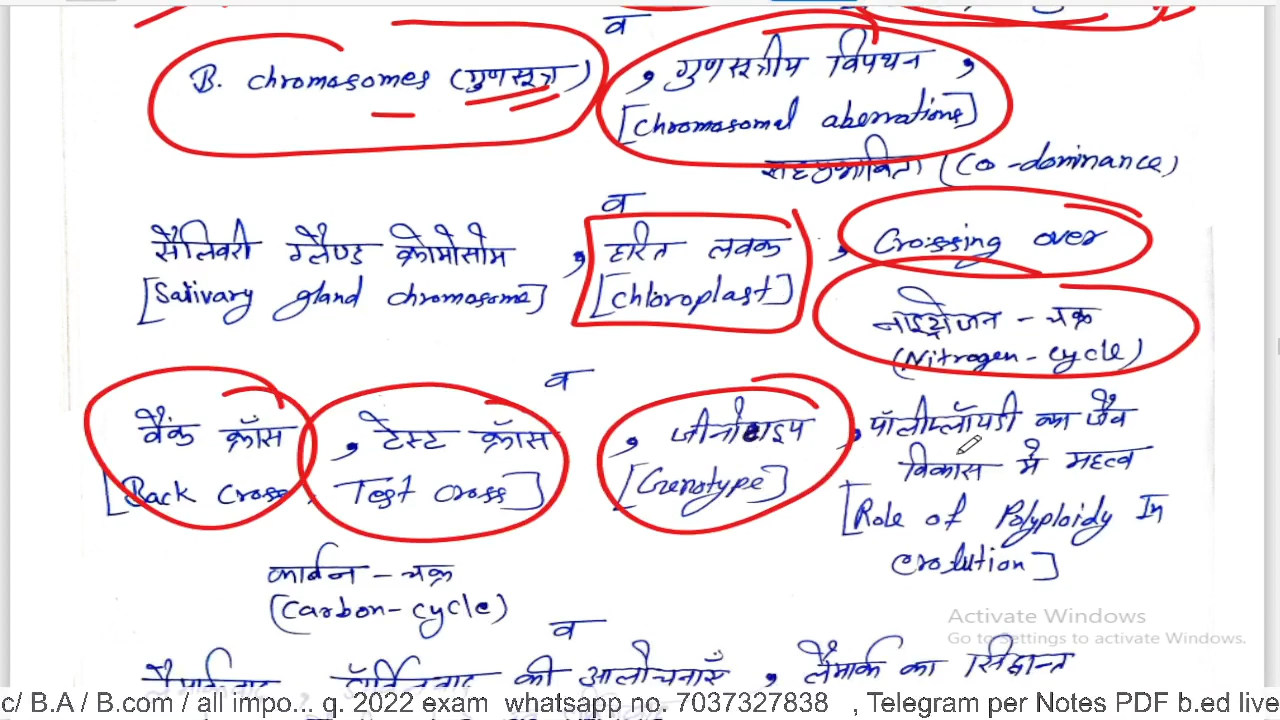 व
B. chromosomes (गुणसूत्र) , गुणसूत्रीय विपथन ,
[chromosomal aberrations]
सहप्रभाविता (Co-dominance)
व
सैलिवरी ग्लैण्ड क्रोमोसोम , हरित लवक , Crossing over
[Salivary gland chromosome] [chloroplast]
नाइट्रोजन - चक्र
(Nitrogen-cycle)
व
बैक क्रॉस , टेस्ट क्रॉस , जीनोटाइप , पॉलीप्लॉयडी का जैव
विकास में महत्व
[Back Cross, Test cross] [Genotype]
[Role of Polyploidy In
evolution]
कार्बन - चक्र
(Carbon-cycle)
व
की आलोचनाएँ , लैमार्क का सिद्धान्त
Activate Windows
Go to Settings to activate Windows.
c/ B.A / B.com / all impo... q. 2022 exam whatsapp no. 7037327838 , Telegram per Notes PDF b.ed live